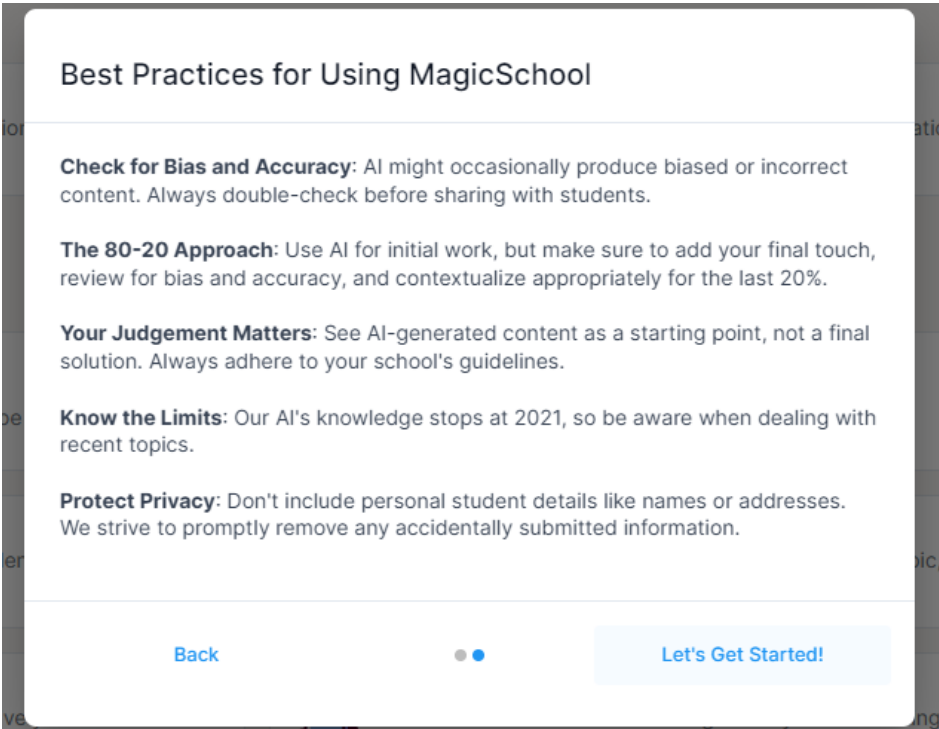 Best Practices for Using MagicSchool
Check for Bias and Accuracy: AI might occasionally produce biased or incorrect
content. Always double-check before sharing with students.
The 80-20 Approach: Use AI for initial work, but make sure to add your final touch,
review for bias and accuracy, and contextualize appropriately for the last 20%.
Your Judgement Matters: See AI-generated content as a starting point, not a final
solution. Always adhere to your school's guidelines.
Know the Limits: Our AI's knowledge stops at 2021, so be aware when dealing with
recent topics.
Protect Privacy: Don't include personal student details like names or addresses.
We strive to promptly remove any accidentally submitted information.
Back
Let's Get Started!